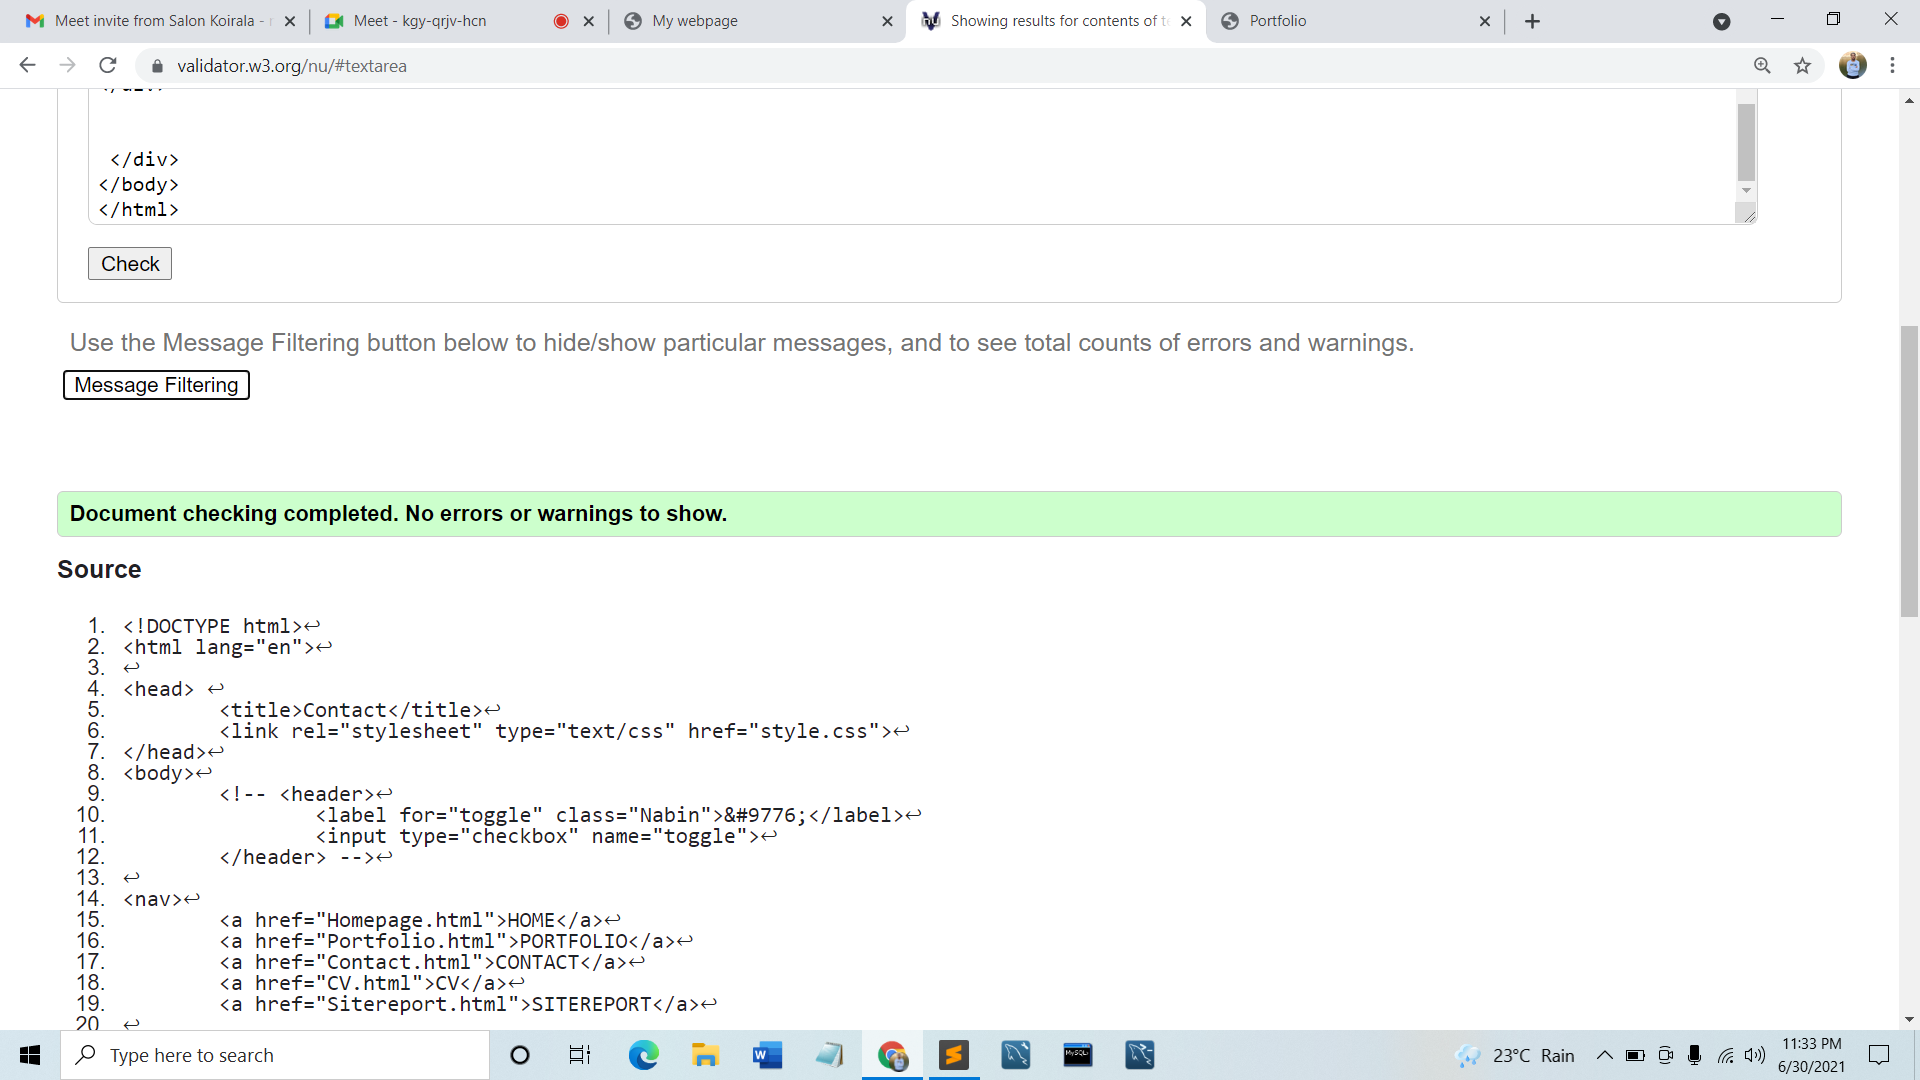 Meet invite from Salon Koirala -
Meet - kgy-qrjv-hcn
My webpage
Showing results for contents of te
Portfolio
validator.w3.org/nu/#textarea
</div>
</div>
</body>
</html>
Check
Use the Message Filtering button below to hide/show particular messages, and to see total counts of errors and warnings.
Message Filtering
Document checking completed. No errors or warnings to show.
Source
1. <!DOCTYPE html>↩
2. <html lang="en">↩
3. ↩
4. <head> ↩
5. <title>Contact</title>↩
6. <link rel="stylesheet" type="text/css" href="style.css">↩
7. </head>↩
8. <body>↩
9. <!-- <header>↩
10. <label for="toggle" class="Nabin">&#9776;</label>↩
11. <input type="checkbox" name="toggle">↩
12. </header> -->↩
13. ↩
14. <nav>↩
15. <a href="Homepage.html">HOME</a>↩
16. <a href="Portfolio.html">PORTFOLIO</a>↩
17. <a href="Contact.html">CONTACT</a>↩
18. <a href="CV.html">CV</a>↩
19. <a href="Sitereport.html">SITEREPORT</a>↩
20. ↩
Type here to search
W
MySQL
23°C Rain
11:33 PM
6/30/2021